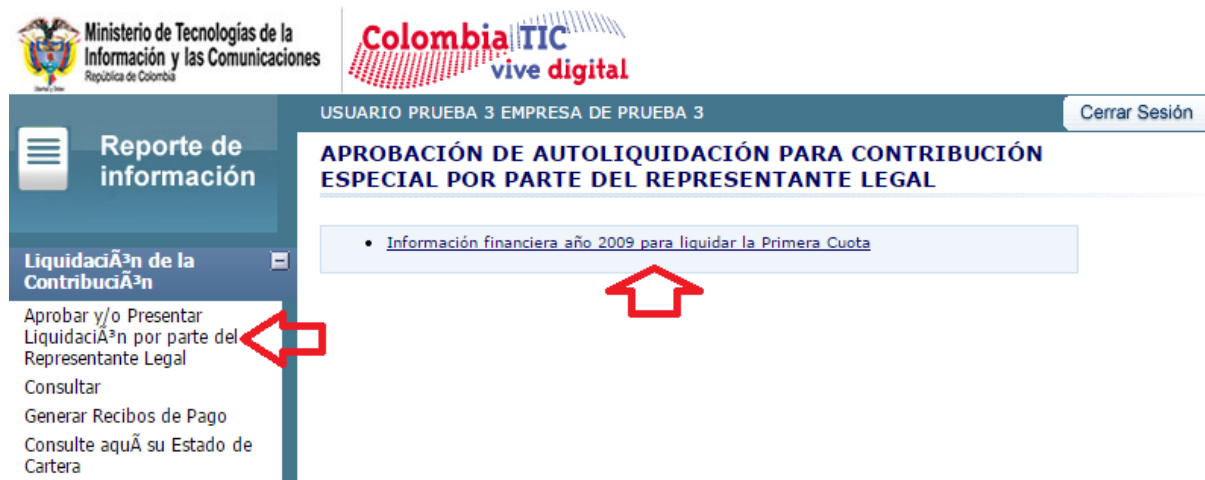 Ministerio de Tecnologías de la
Información y las Comunicaciones
República de Colombia
Libertad y Orden
Colombia TIC
vive digital
USUARIO PRUEBA 3 EMPRESA DE PRUEBA 3
Cerrar Sesión
Reporte de
información
APROBACIÓN DE AUTOLIQUIDACIÓN PARA CONTRIBUCIÓN
ESPECIAL POR PARTE DEL REPRESENTANTE LEGAL
• Información financiera año 2009 para liquidar la Primera Cuota
LiquidaciÃ³n de la
ContribuciÃ³n
Aprobar y/o Presentar
LiquidaciÃ³n por parte del
Representante Legal
Consultar
Generar Recibos de Pago
Consulte aquÃ su Estado de
Cartera